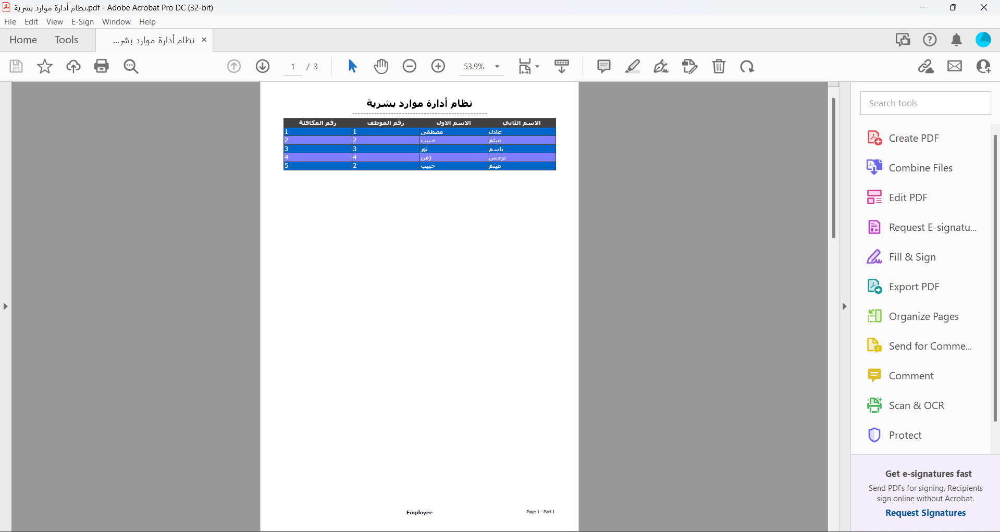 نظام أدارة موارد بشرية.pdf - Adobe Acrobat Pro DC (32-bit)
File Edit View E-Sign Window Help
Home Tools نظام أدارة موارد بشر...
1 / 3 53.9%
نظام أدارة موارد بشرية
--------------------------------------------------
رقم المكافئة رقم الموظف الاسم الاول الاسم الثاني
1 1 مصطفى عادل
2 2 حبيب ميثم
3 3 نور باسم
4 4 زمن نرجس
5 2 حبيب ميثم
Employee Page 1 - Part 1
Search tools
Create PDF
Combine Files
Edit PDF
Request E-signatu...
Fill & Sign
Export PDF
Organize Pages
Send for Comme...
Comment
Scan & OCR
Protect
Get e-signatures fast
Send PDFs for signing. Recipients
sign online without Acrobat.
Request Signatures